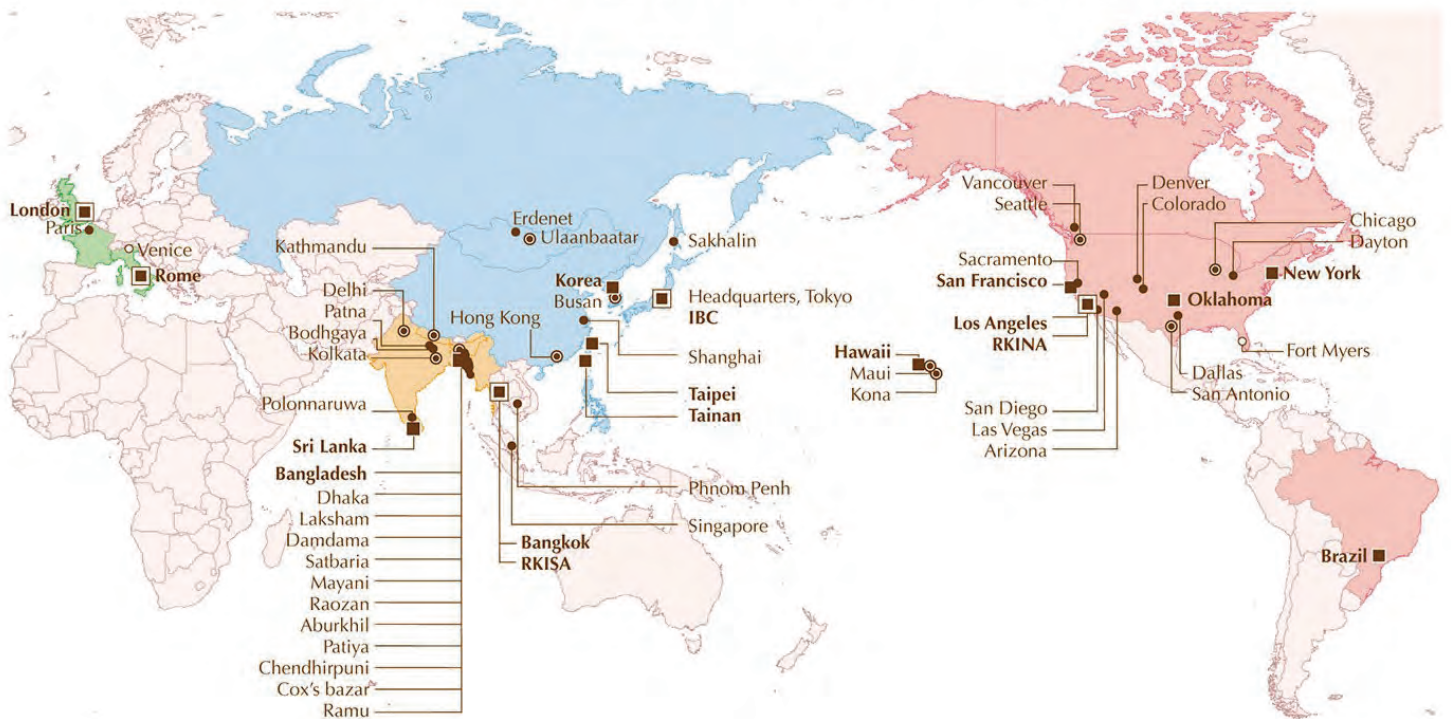 London
Paris
Venice
Rome
Kathmandu
Delhi
Patna
Bodhgaya
Kolkata
Polonnaruwa
Sri Lanka
Bangladesh
Dhaka
Laksham
Damdama
Satbaria
Mayani
Raozan
Aburkhil
Patiya
Chendhirpuni
Cox's bazar
Ramu
Erdenet
Ulaanbaatar
Sakhalin
Korea
Busan
Headquarters, Tokyo
IBC
Hong Kong
Shanghai
Taipei
Tainan
Phnom Penh
Singapore
Bangkok
RKISA
Hawaii
Maui
Kona
Vancouver
Seattle
Sacramento
San Francisco
Los Angeles
RKINA
San Diego
Las Vegas
Arizona
Denver
Colorado
Chicago
Dayton
New York
Oklahoma
Fort Myers
Dallas
San Antonio
Brazil